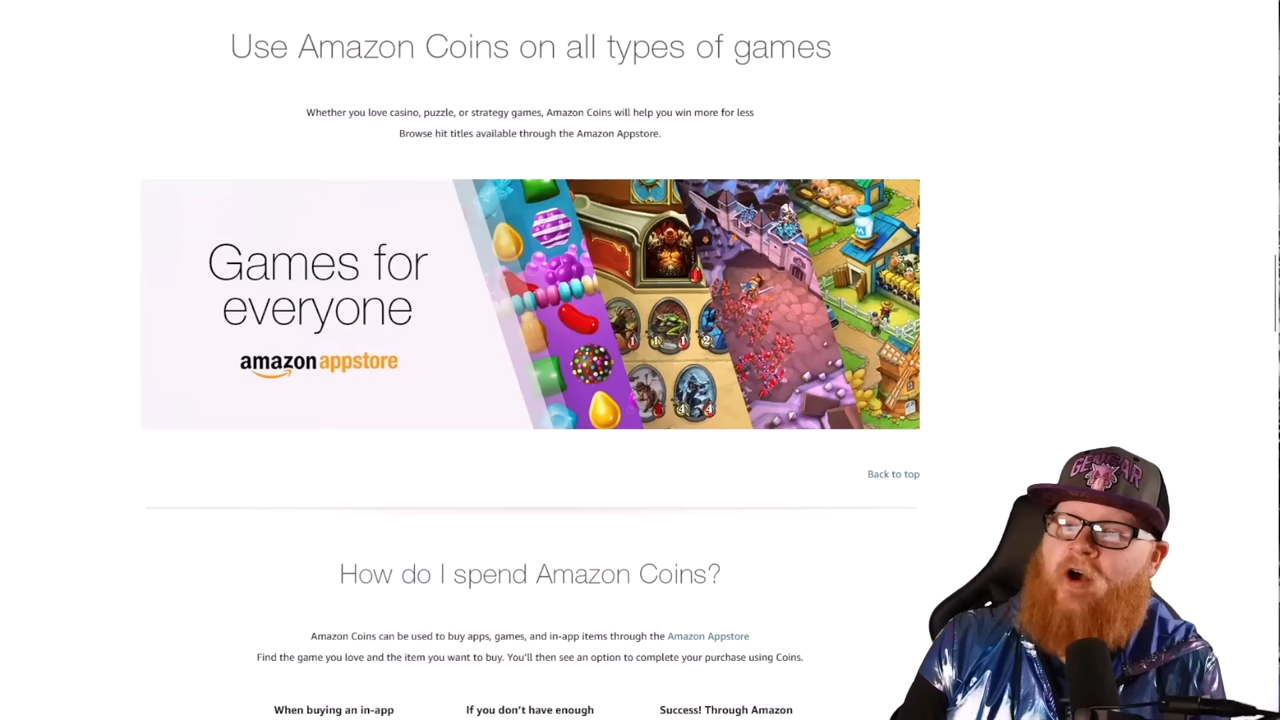 Use Amazon Coins on all types of games
Whether you love casino, puzzle, or strategy games, Amazon Coins will help you win more for less
Browse hit titles available through the Amazon Appstore.
Games for
everyone
amazon appstore
Back to top
How do I spend Amazon Coins?
Amazon Coins can be used to buy apps, games, and in-app items through the Amazon Appstore
Find the game you love and the item you want to buy. You'll then see an option to complete your purchase using Coins.
When buying an in-app
If you don't have enough
Success! Through Amazon
GENGAR